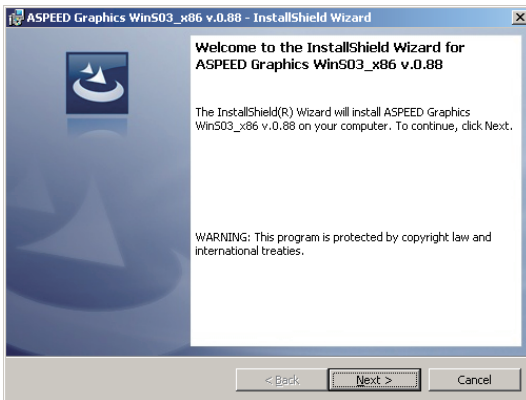 ASPEED Graphics WinS03_x86 v.0.88 - InstallShield Wizard
Welcome to the InstallShield Wizard for
ASPEED Graphics WinS03_x86 v.0.88
The InstallShield(R) Wizard will install ASPEED Graphics
WinS03_x86 v.0.88 on your computer. To continue, click Next.
WARNING: This program is protected by copyright law and
international treaties.
< Back
Next >
Cancel